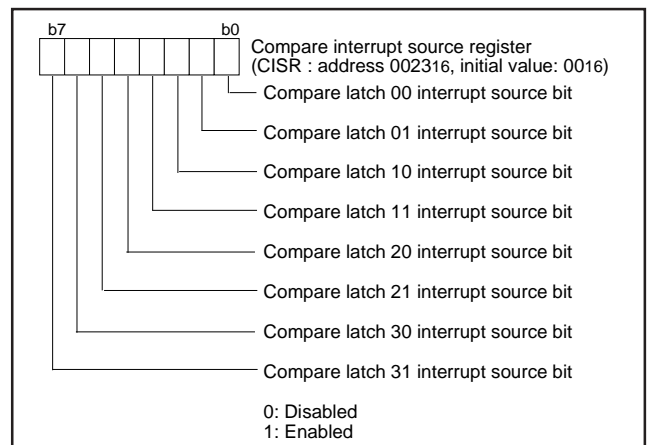 b7 b0
Compare interrupt source register
(CISR : address 002316, initial value: 0016)
Compare latch 00 interrupt source bit
Compare latch 01 interrupt source bit
Compare latch 10 interrupt source bit
Compare latch 11 interrupt source bit
Compare latch 20 interrupt source bit
Compare latch 21 interrupt source bit
Compare latch 30 interrupt source bit
Compare latch 31 interrupt source bit
0: Disabled
1: Enabled